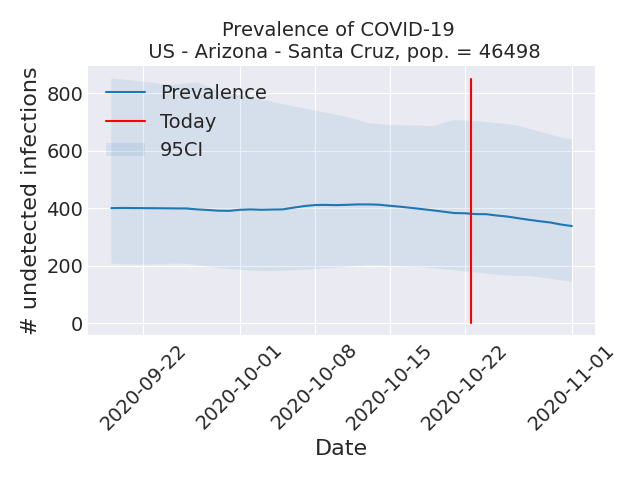 Prevalence of COVID-19
US - Arizona - Santa Cruz, pop. = 46498
# undetected infections
800
600
400
200
0
Prevalence
Today
95CI
2020-09-22
2020-10-01
2020-10-08
2020-10-15
2020-10-22
2020-11-01
Date